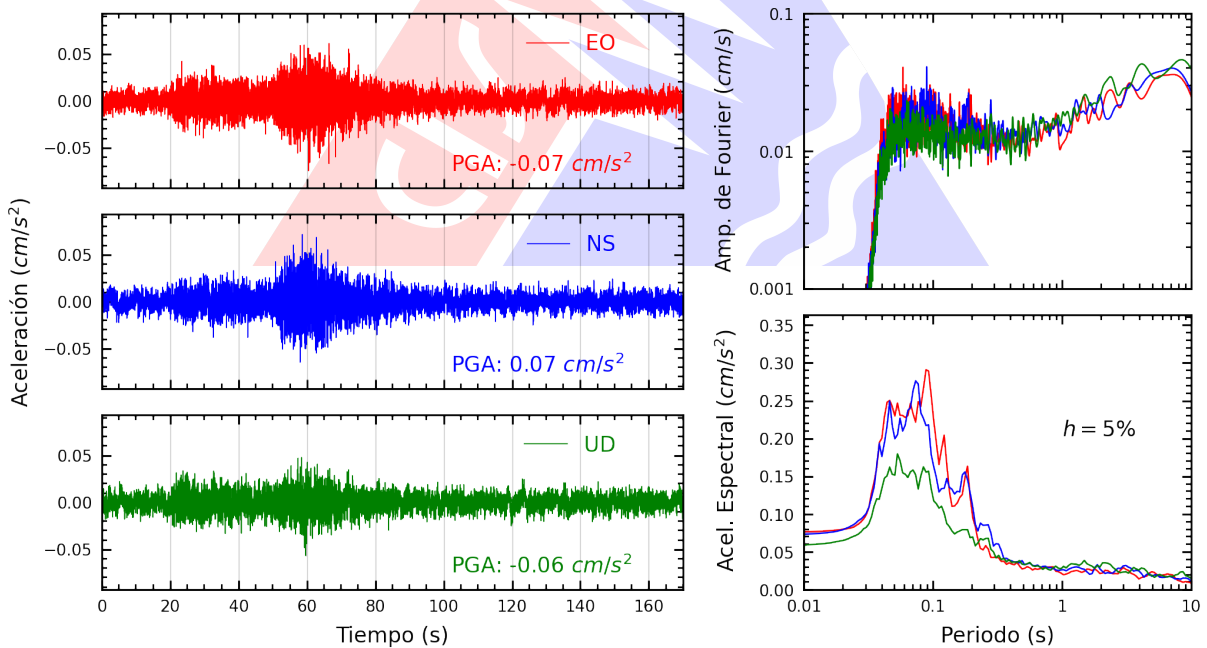 Aceleración (cm/s²)
0.05
0.00
−0.05
EO
PGA: -0.07 cm/s²
0.05
0.00
−0.05
NS
PGA: 0.07 cm/s²
0.05
0.00
−0.05
UD
PGA: -0.06 cm/s²
0 20 40 60 80 100 120 140 160
Tiempo (s)
Amp. de Fourier (cm/s)
0.1
0.01
0.001
Acel. Espectral (cm/s²)
0.35
0.30
0.25
0.20
0.15
0.10
0.05
0.00
h = 5%
0.01 0.1 1 10
Periodo (s)